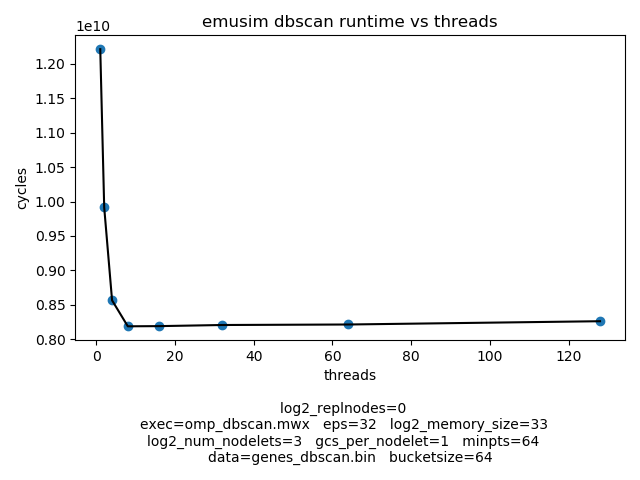 emusim dbscan runtime vs threads
1e10
1.20
1.15
1.10
1.05
1.00
0.95
0.90
0.85
0.80
cycles
0 20 40 60 80 100 120
threads
log2_replnodes=0
exec=omp_dbscan.mwx eps=32 log2_memory_size=33
log2_num_nodelets=3 gcs_per_nodelet=1 minpts=64
data=genes_dbscan.bin bucketsize=64